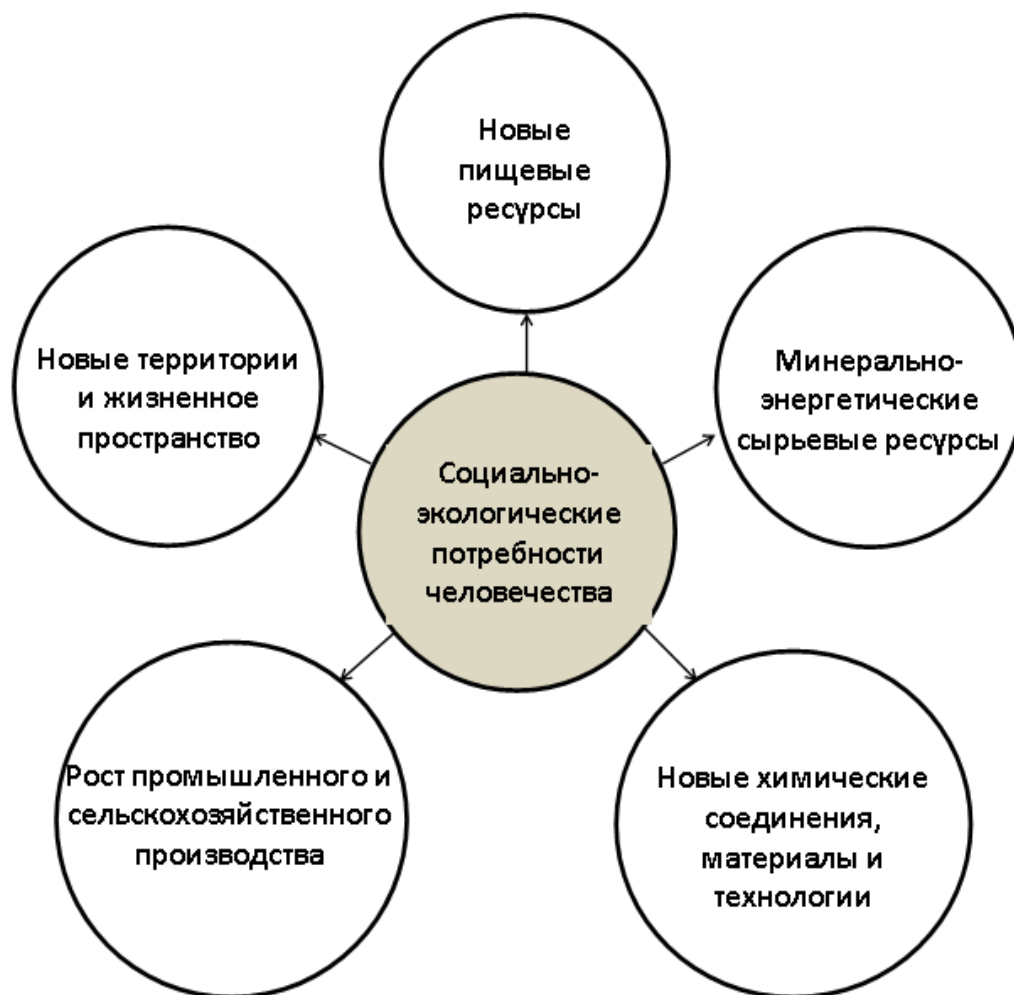 Новые
пищевые
ресурсы
Новые территории
и жизненное
пространство
Минерально-
энергетические
сырьевые ресурсы
Социально-
экологические
потребности
человечества
Рост промышленного и
сельскохозяйственного
производства
Новые химические
соединения,
материалы и
технологии